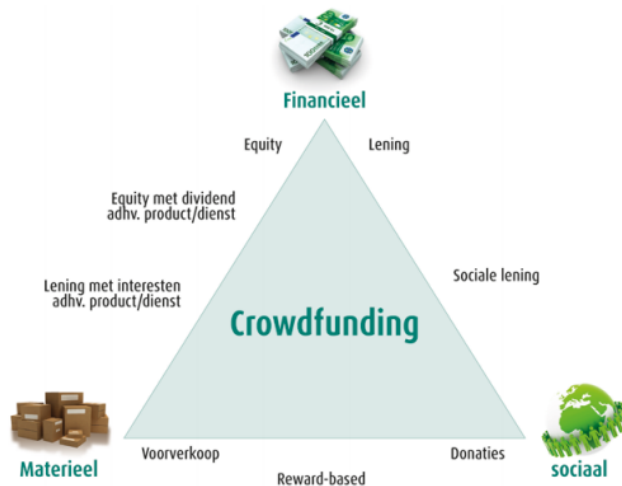 Financieel
Equity
Lening
Equity met dividend
adhv. product/dienst
Lening met interesten
adhv. product/dienst
Sociale lening
Crowdfunding
Materieel
Voorverkoop
Reward-based
Donaties
sociaal